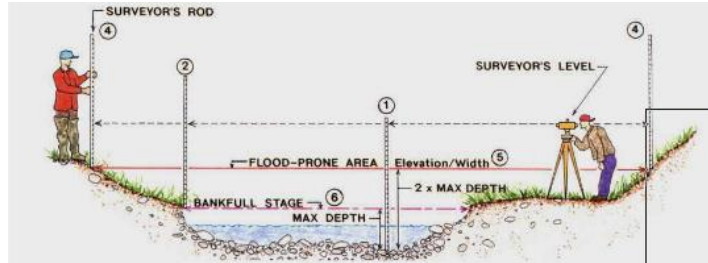 SURVEYOR'S ROD
4
4
2
SURVEYOR'S LEVEL
1
FLOOD-PRONE AREA Elevation/Width 5
2 x MAX DEPTH
BANKFULL STAGE 6
MAX DEPTH